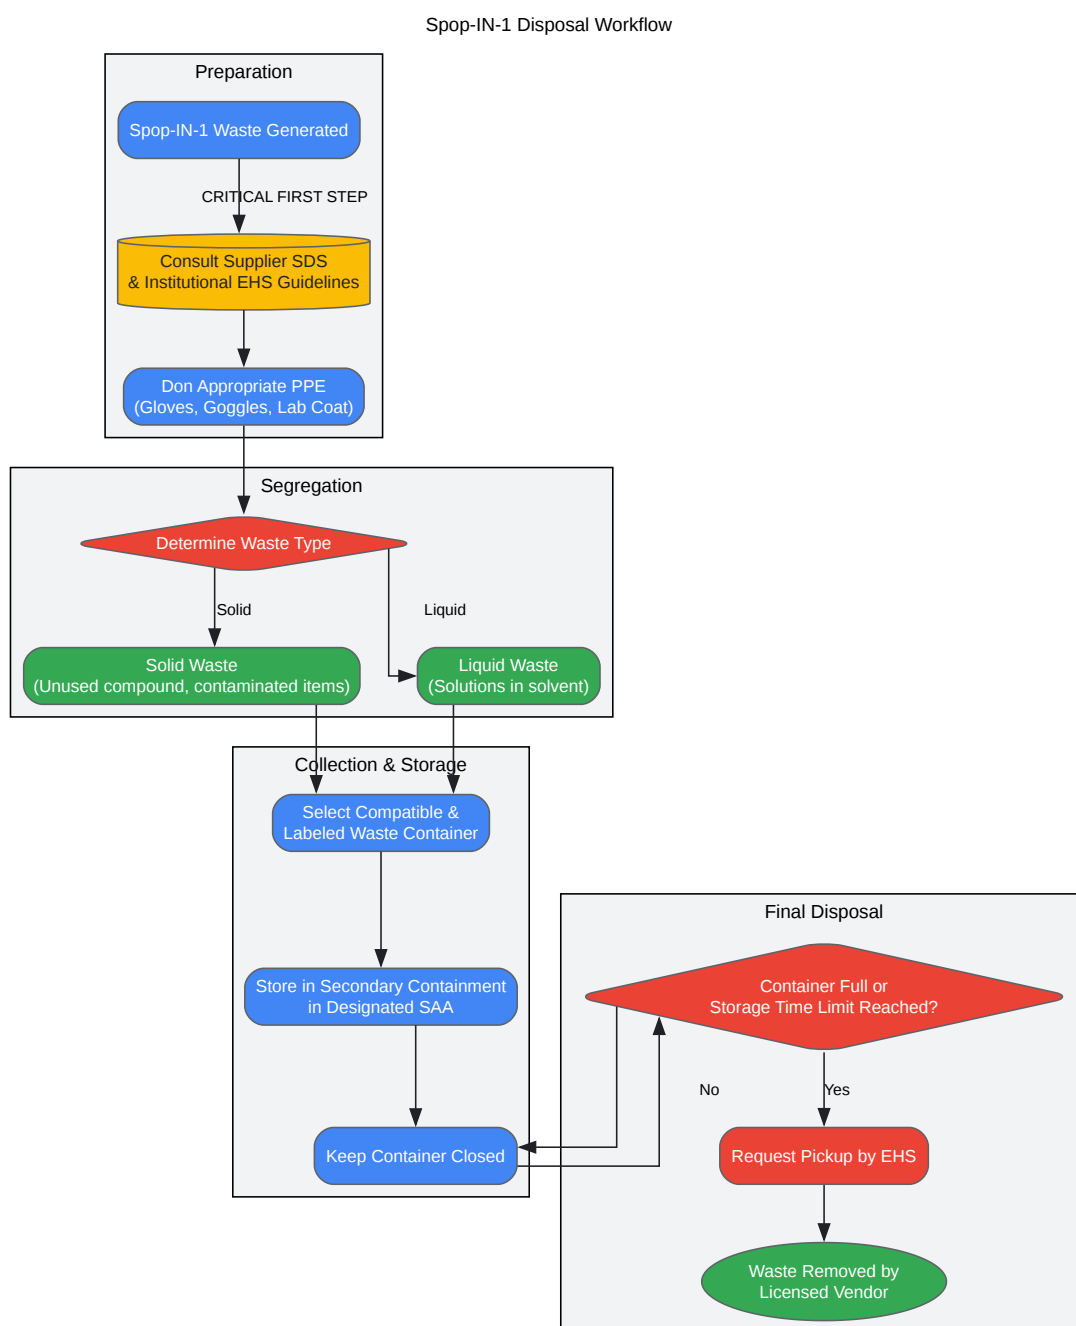 Spop-IN-1 Disposal Workflow
Preparation
Spop-IN-1 Waste Generated
CRITICAL FIRST STEP
Consult Supplier SDS
& Institutional EHS Guidelines
Don Appropriate PPE
(Gloves, Goggles, Lab Coat)
Segregation
Determine Waste Type
Solid
Liquid
Solid Waste
(Unused compound, contaminated items)
Liquid Waste
(Solutions in solvent)
Collection & Storage
Select Compatible &
Labeled Waste Container
Store in Secondary Containment
in Designated SAA
Keep Container Closed
Final Disposal
Container Full or
Storage Time Limit Reached?
No
Yes
Request Pickup by EHS
Waste Removed by
Licensed Vendor